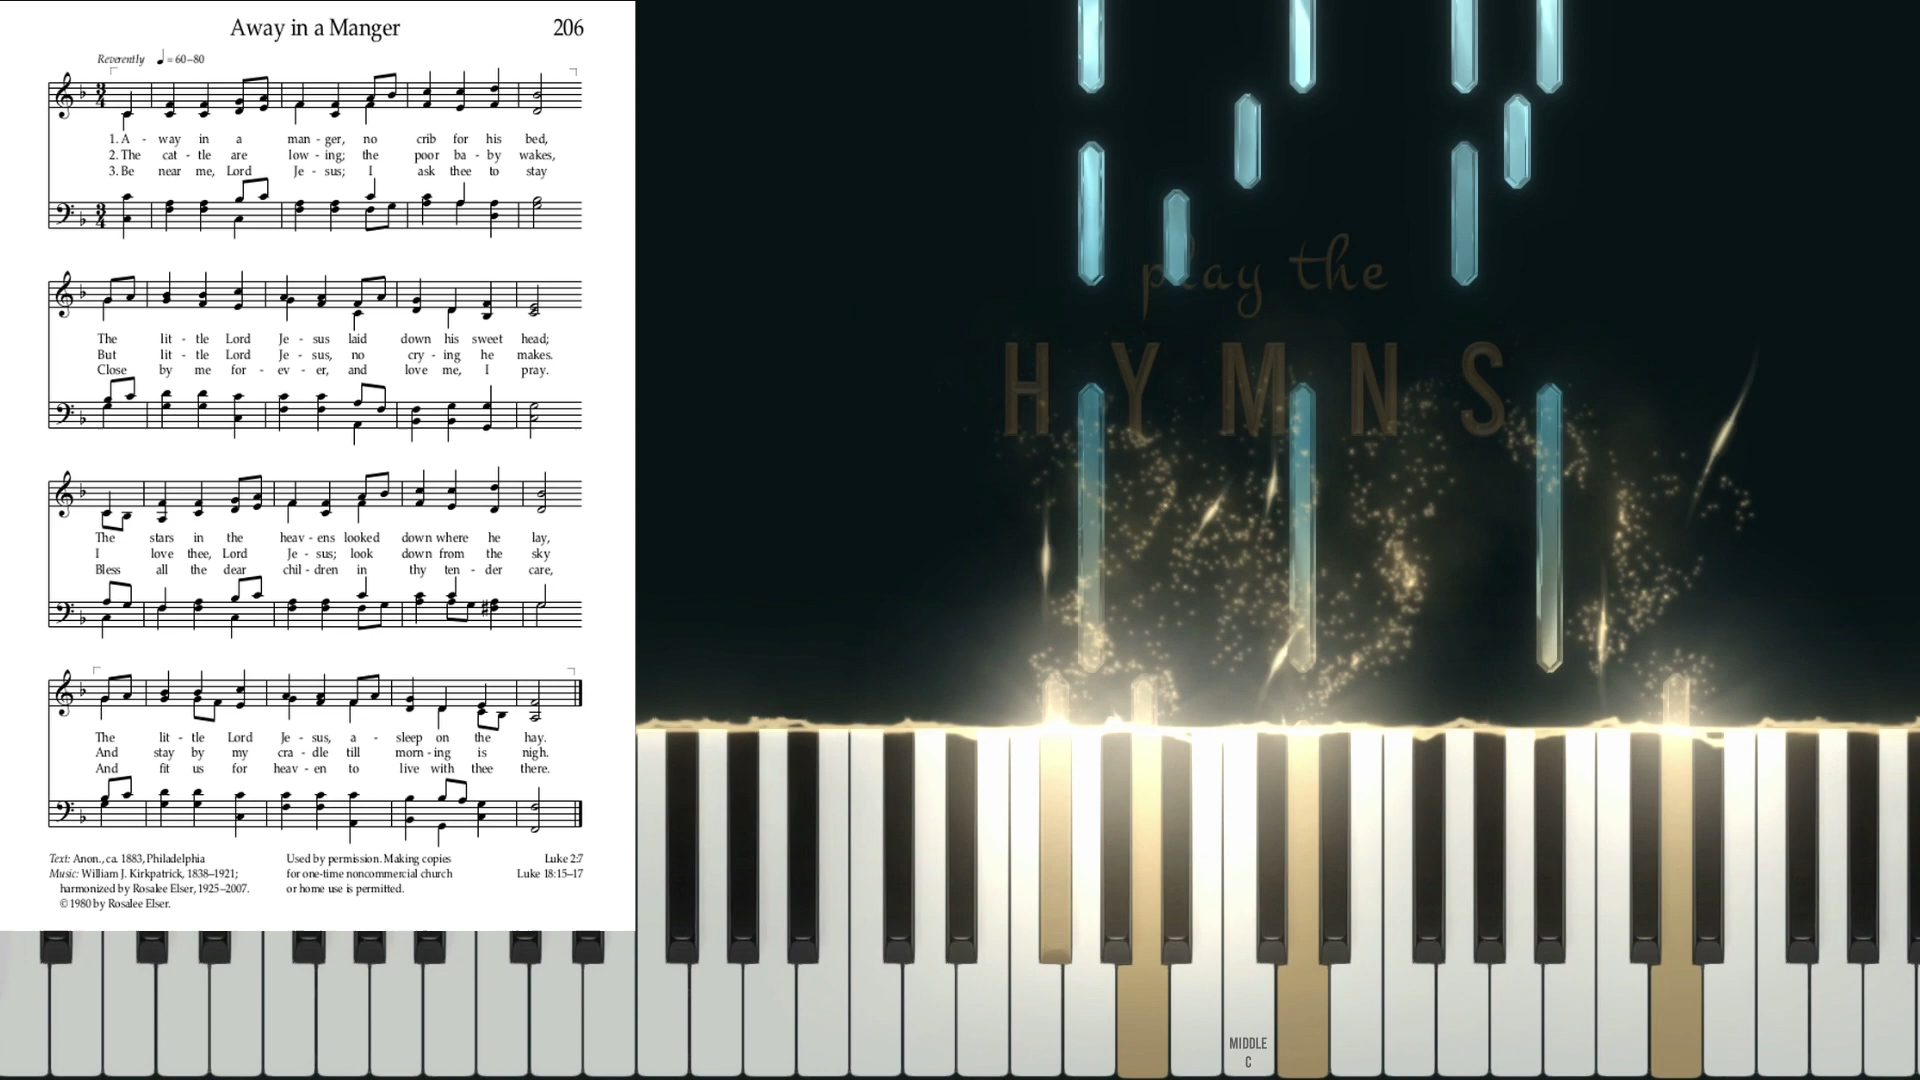 Away in a Manger 206
Reverently ♩ = 60–80
1. A - way in a man - ger, no crib for his bed,
2. The cat - tle are low - ing; the poor ba - by wakes,
3. Be near me, Lord Je - sus; I ask thee to stay
The lit - tle Lord Je - sus laid down his sweet head;
But lit - tle Lord Je - sus, no cry - ing he makes.
Close by me for - ev - er, and love me, I pray.
The stars in the heav - ens looked down where he lay,
I love thee, Lord Je - sus; look down from the sky
Bless all the dear chil - dren in thy ten - der care,
The lit - tle Lord Je - sus, a - sleep on the hay.
And stay by my cra - dle till morn - ing is nigh.
And fit us for heav - en to live with thee there.
Text: Anon., ca. 1883, Philadelphia
Music: William J. Kirkpatrick, 1838–1921;
harmonized by Rosalee Elser, 1925–2007.
© 1980 by Rosalee Elser.
Used by permission. Making copies
for one-time noncommercial church
or home use is permitted.
Luke 2:7
Luke 18:15–17
play the
HYMNS
MIDDLE
C